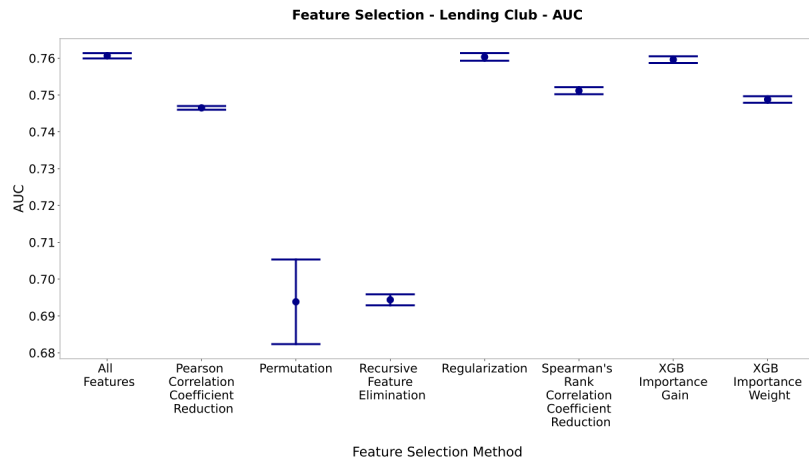 Feature Selection - Lending Club - AUC
AUC
0.76
0.75
0.74
0.73
0.72
0.71
0.70
0.69
0.68
All
Features
Pearson
Correlation
Coefficient
Reduction
Permutation
Recursive
Feature
Elimination
Regularization
Spearman's
Rank
Correlation
Coefficient
Reduction
XGB
Importance
Gain
XGB
Importance
Weight
Feature Selection Method